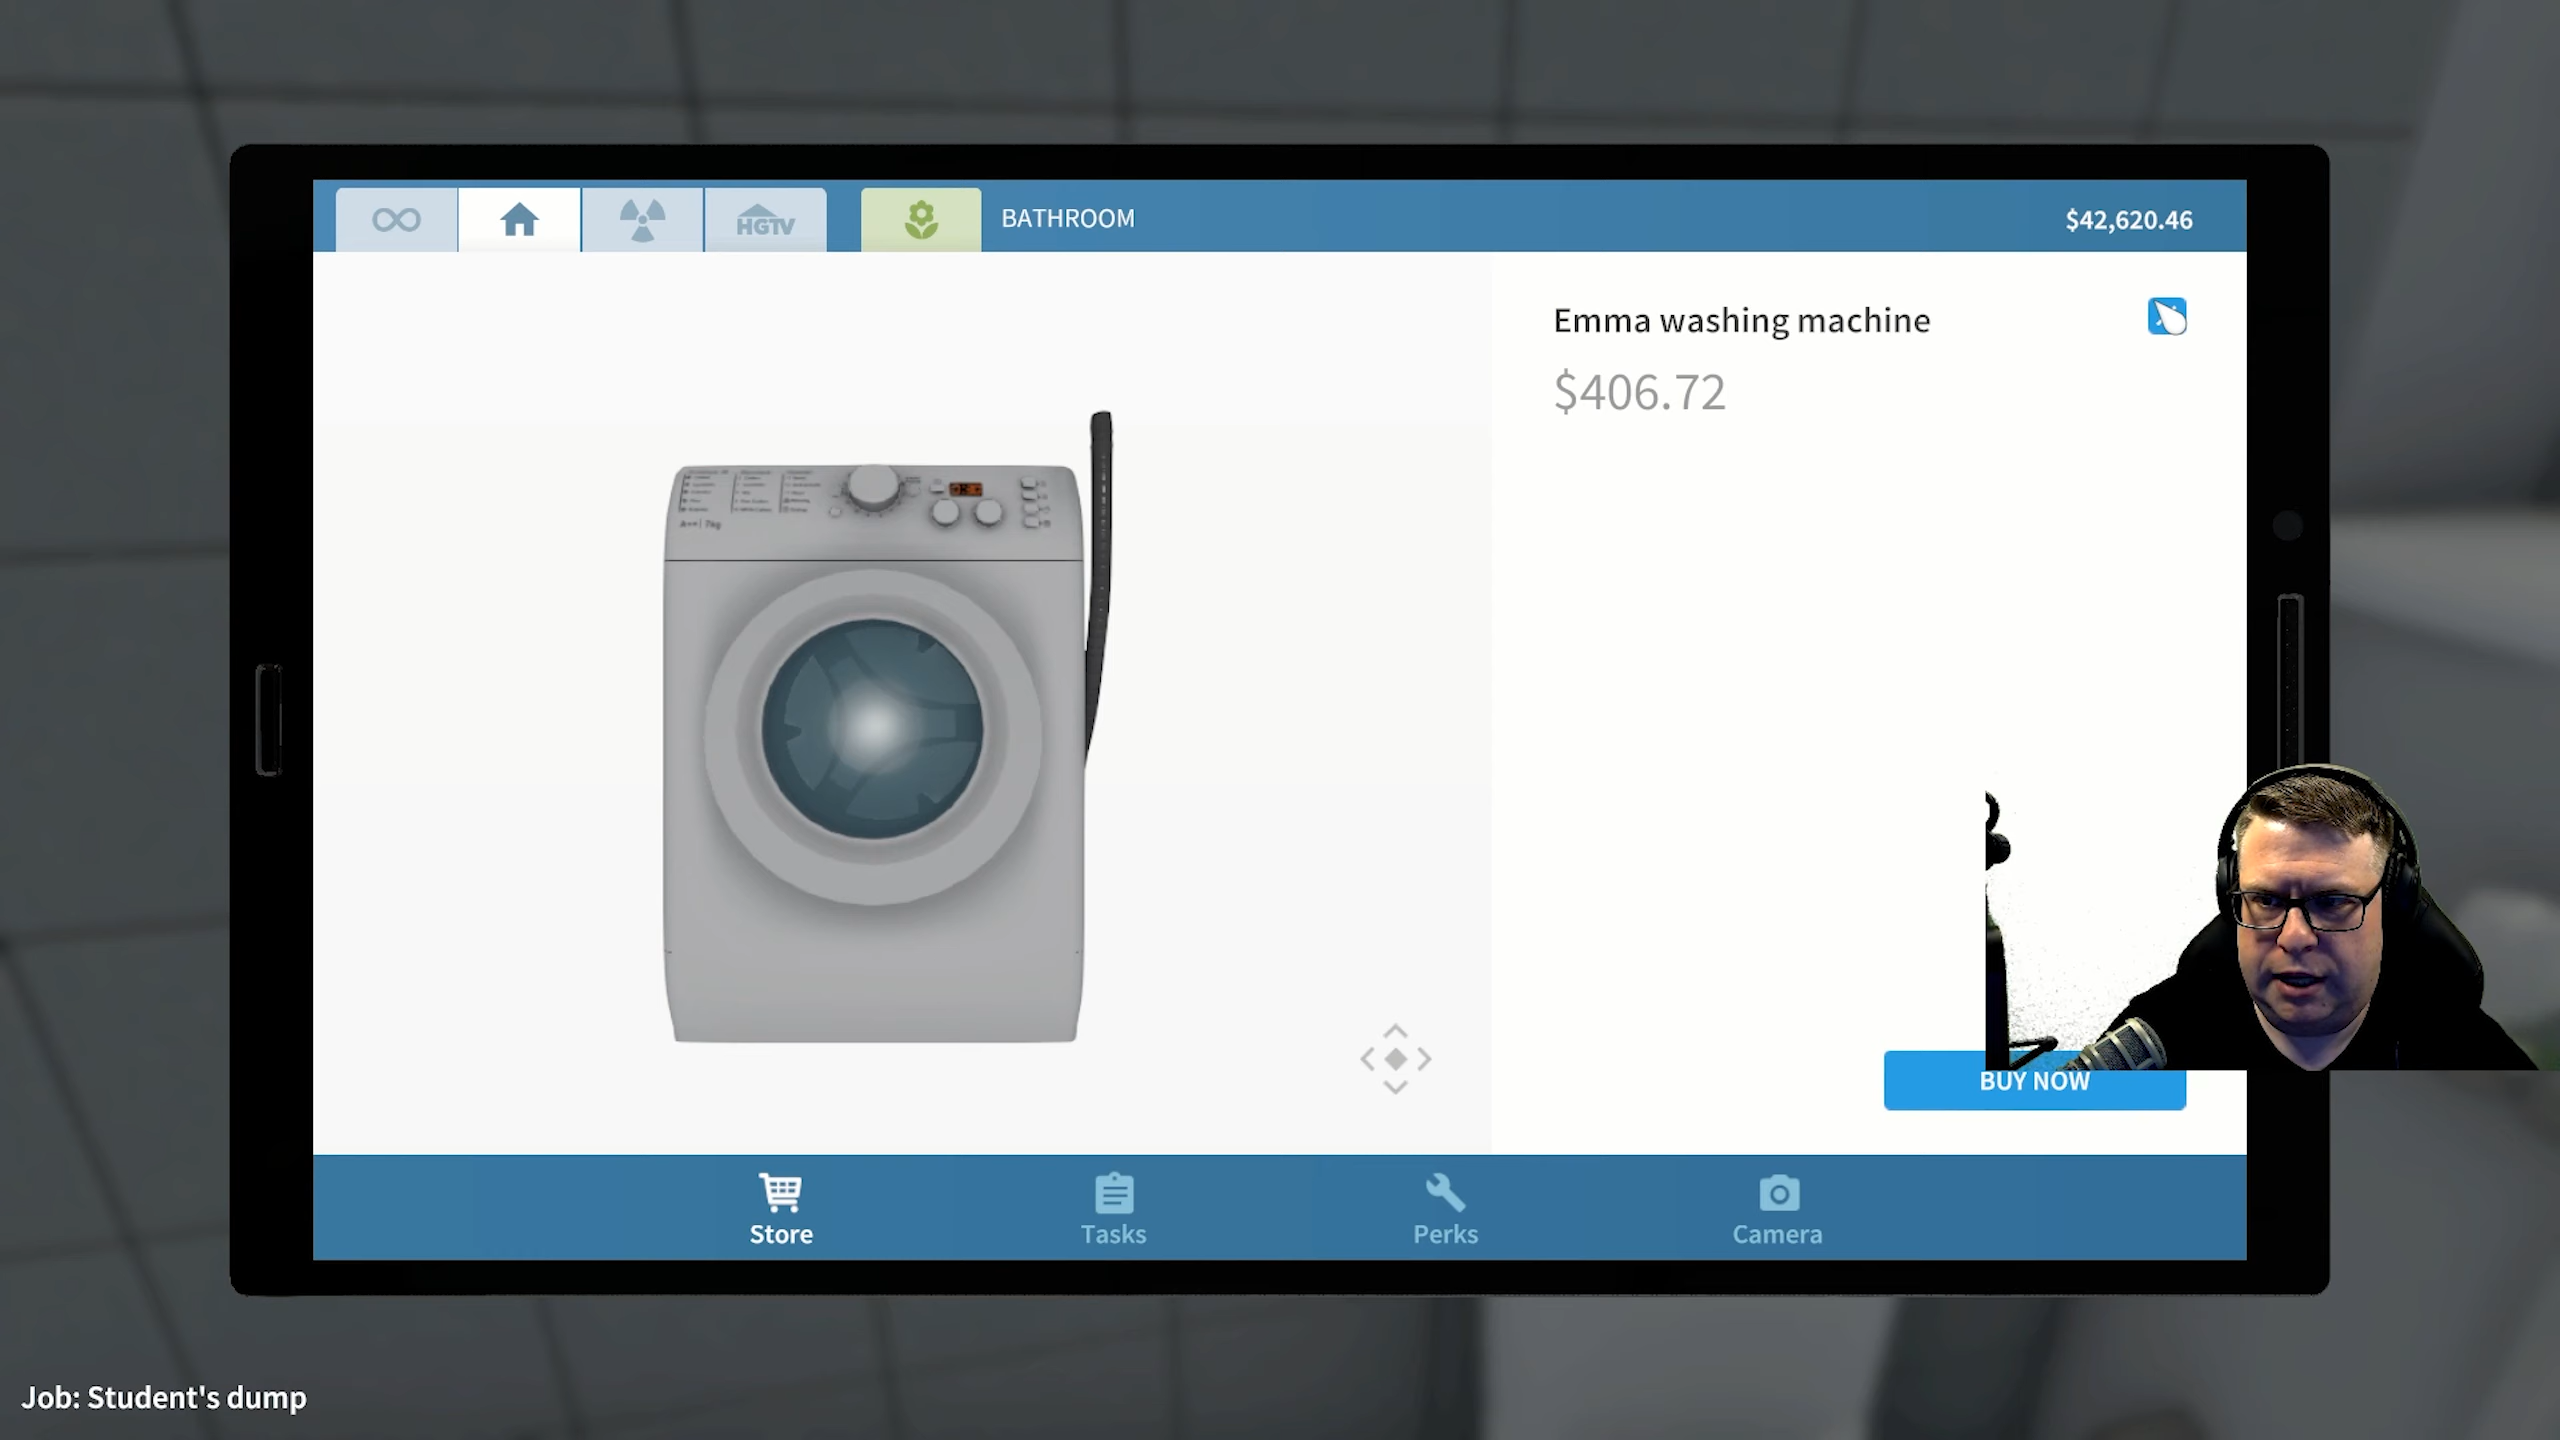 HGTV
BATHROOM
$42,620.46
Emma washing machine
$406.72
A++ 7kg
BUY NOW
Store
Tasks
Perks
Camera
Job: Student's dump